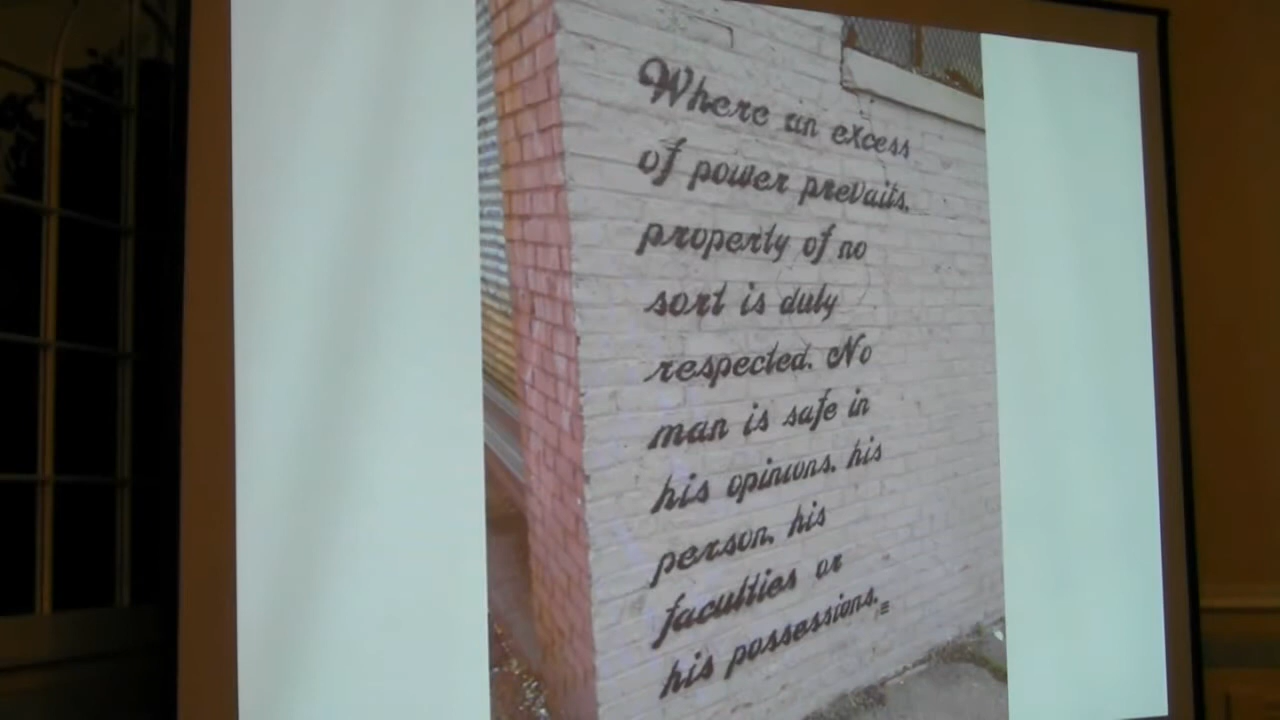 Where an excess
of power prevails,
property of no
sort is duly
respected. No
man is safe in
his opinions, his
person, his
faculties or
his possessions.